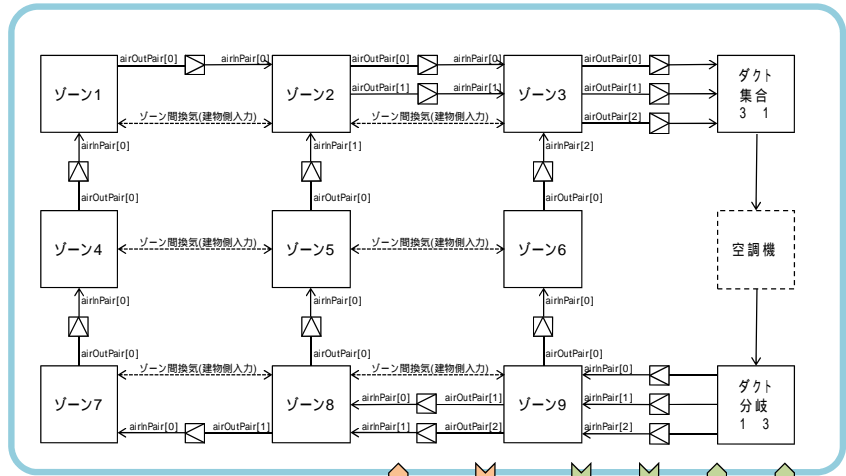 airOutPair[0]
airInPair[0]
airOutPair[0]
airInPair[0]
airOutPair[0]
ゾーン1
ゾーン2
airOutPair[1]
airInPair[1]
ゾーン3
airOutPair[1]
ダクト
集合
3 1
ゾーン間換気(建物側入力)
ゾーン間換気(建物側入力)
airOutPair[2]
airInPair[0]
airInPair[1]
airInPair[2]
airOutPair[0]
airOutPair[0]
airOutPair[0]
ゾーン4
ゾーン間換気(建物側入力)
ゾーン5
ゾーン間換気(建物側入力)
ゾーン6
空調機
airInPair[0]
airInPair[0]
airInPair[0]
airOutPair[0]
airOutPair[0]
airOutPair[0]
ゾーン7
ゾーン間換気(建物側入力)
ゾーン8
ゾーン間換気(建物側入力)
ゾーン9
airInPair[0]
ダクト
分岐
1 3
airInPair[0]
airOutPair[1]
airInPair[1]
airInPair[0]
airOutPair[1]
airInPair[1]
airOutPair[2]
airInPair[2]